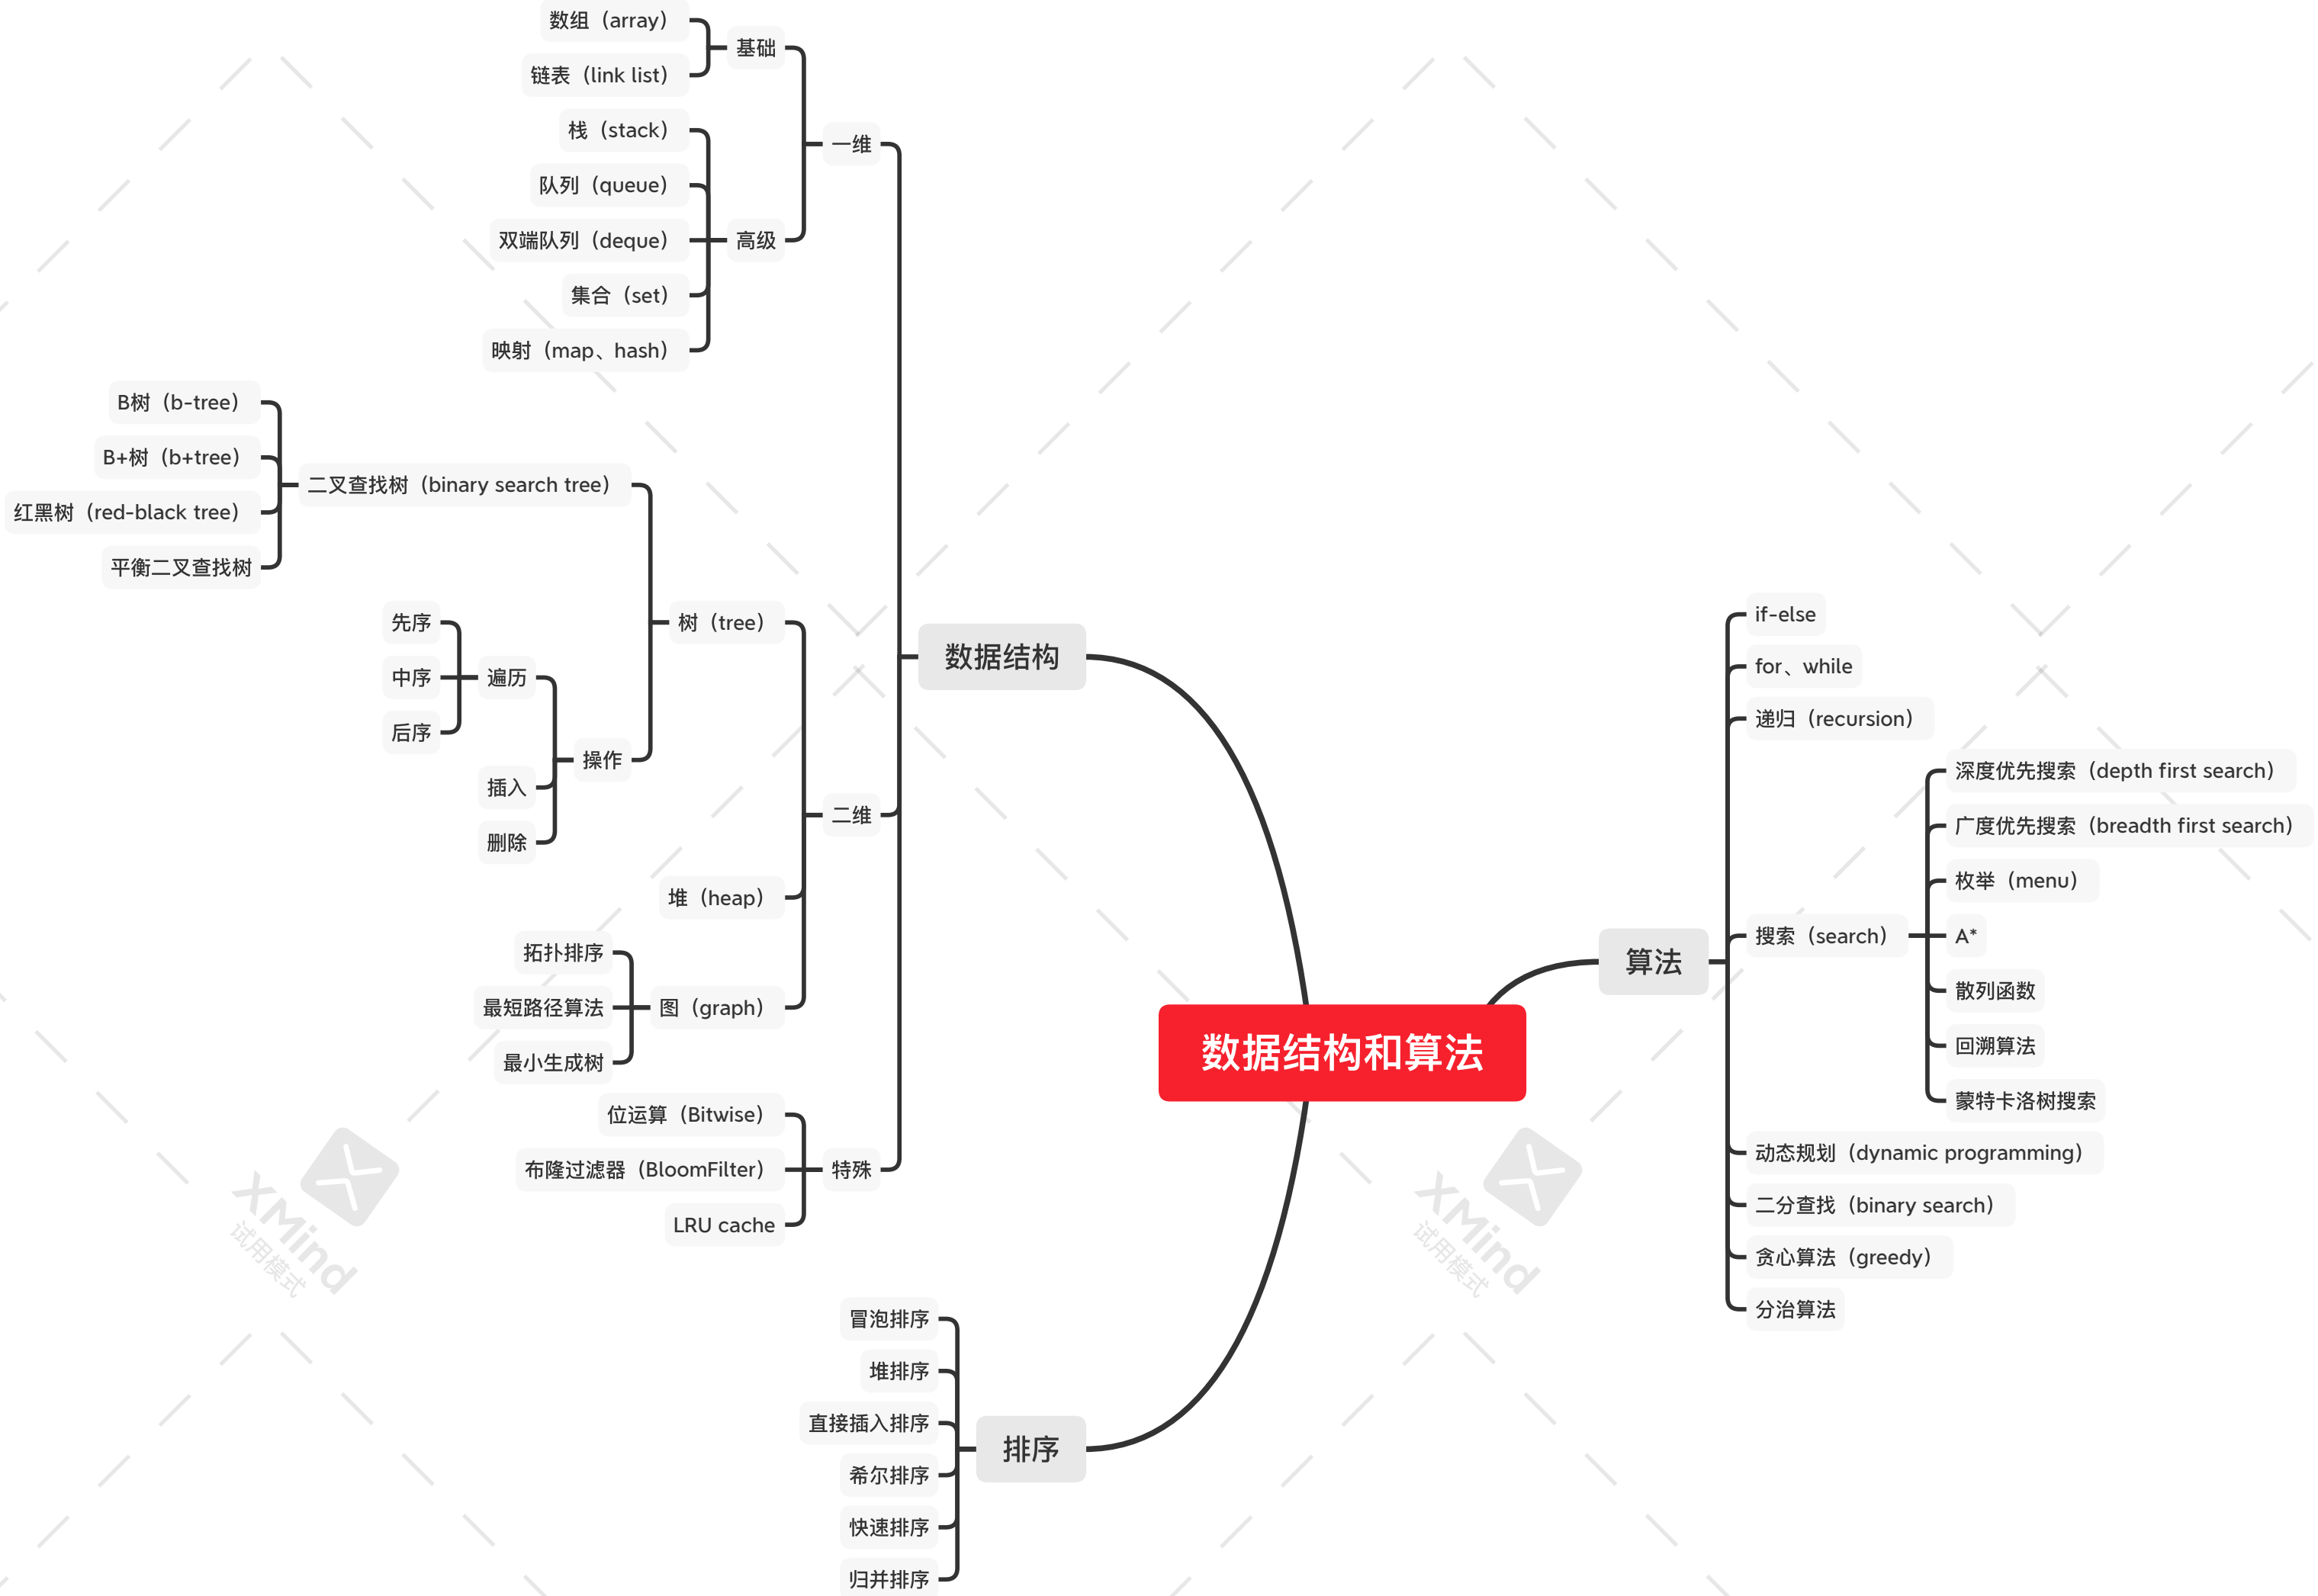 数据结构和算法
数据结构
一维
基础
数组（array）
链表（link list）
高级
栈（stack）
队列（queue）
双端队列（deque）
集合（set）
映射（map、hash）
二维
树（tree）
二叉查找树（binary search tree）
B树（b-tree）
B+树（b+tree）
红黑树（red-black tree）
平衡二叉查找树
操作
遍历
先序
中序
后序
插入
删除
堆（heap）
图（graph）
拓扑排序
最短路径算法
最小生成树
特殊
位运算（Bitwise）
布隆过滤器（BloomFilter）
LRU cache
排序
冒泡排序
堆排序
直接插入排序
希尔排序
快速排序
归并排序
算法
if-else
for、while
递归（recursion）
搜索（search）
深度优先搜索（depth first search）
广度优先搜索（breadth first search）
枚举（menu）
A*
散列函数
回溯算法
蒙特卡洛树搜索
动态规划（dynamic programming）
二分查找（binary search）
贪心算法（greedy）
分治算法
XMind
试用模式
XMind
试用模式